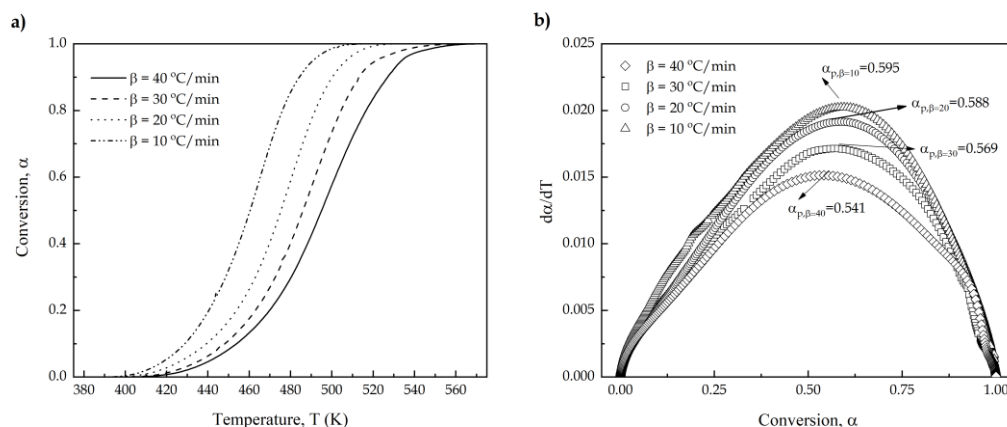 a)
1.0
0.8
0.6
0.4
0.2
0.0
Conversion, α
β = 40 °C/min
β = 30 °C/min
β = 20 °C/min
β = 10 °C/min
380 400 420 440 460 480 500 520 540 560
Temperature, T (K)
b)
0.025
0.020
0.015
0.010
0.005
0.000
dα/dT
β = 40 °C/min
β = 30 °C/min
β = 20 °C/min
β = 10 °C/min
αp,β=10=0.595
αp,β=20=0.588
αp,β=30=0.569
αp,β=40=0.541
0.00 0.25 0.50 0.75 1.00
Conversion, α